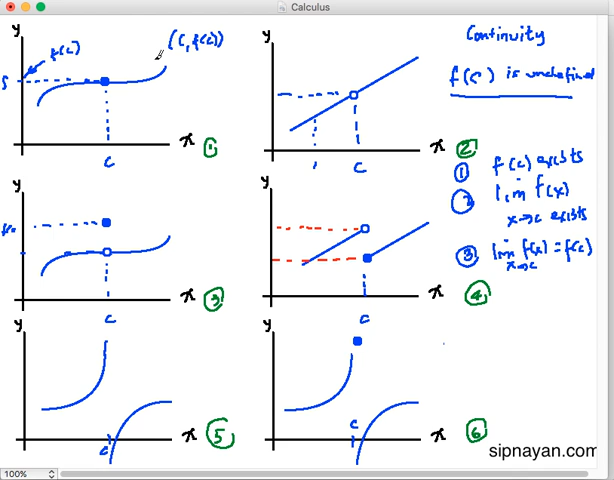 Calculus
y
f(c)
(c, f(c))
5
x
c
①
y
x
c
②
Continuity
f(c) is undefined
① f(c) exists
② lim f(x)
x→c exists
③ lim f(x) = f(c)
x→c
y
x
c
③
y
x
c
④
y
x
c
⑤
y
x
c
⑥
sipnayan.com
100%